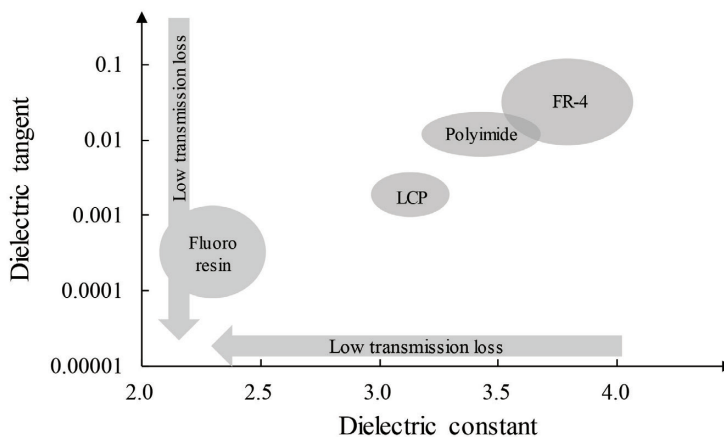 Dielectric tangent
0.1
0.01
0.001
0.0001
0.00001
Low transmission loss
FR-4
Polyimide
LCP
Fluoro
resin
Low transmission loss
2.0
2.5
3.0
3.5
4.0
Dielectric constant